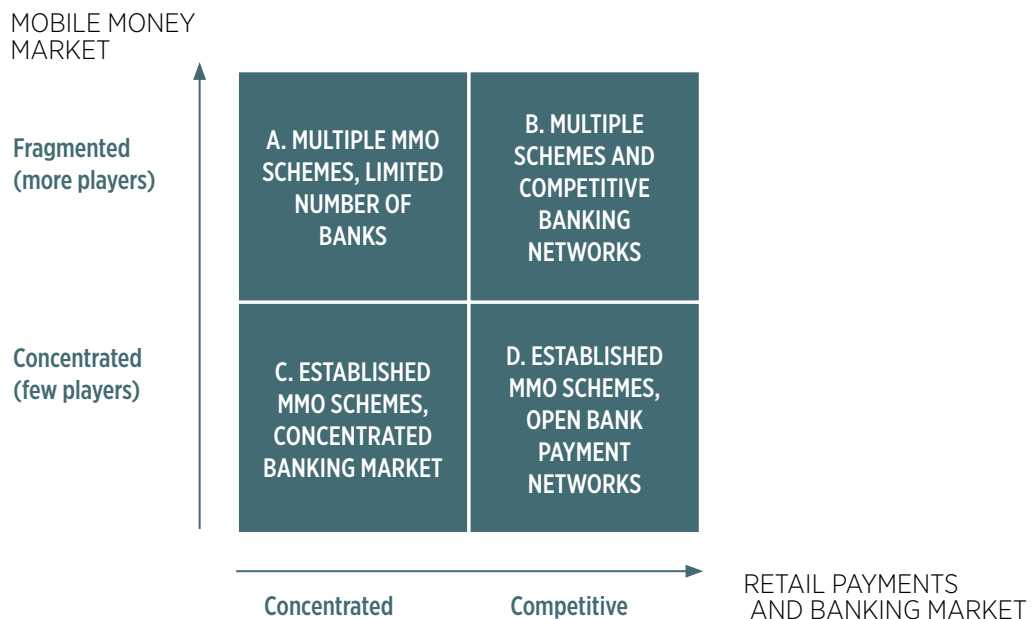 MOBILE MONEY
MARKET
Fragmented
(more players)
A. MULTIPLE MMO
SCHEMES, LIMITED
NUMBER OF
BANKS
B. MULTIPLE
SCHEMES AND
COMPETITIVE
BANKING
NETWORKS
Concentrated
(few players)
C. ESTABLISHED
MMO SCHEMES,
CONCENTRATED
BANKING MARKET
D. ESTABLISHED
MMO SCHEMES,
OPEN BANK
PAYMENT
NETWORKS
Concentrated
Competitive
RETAIL PAYMENTS
AND BANKING MARKET